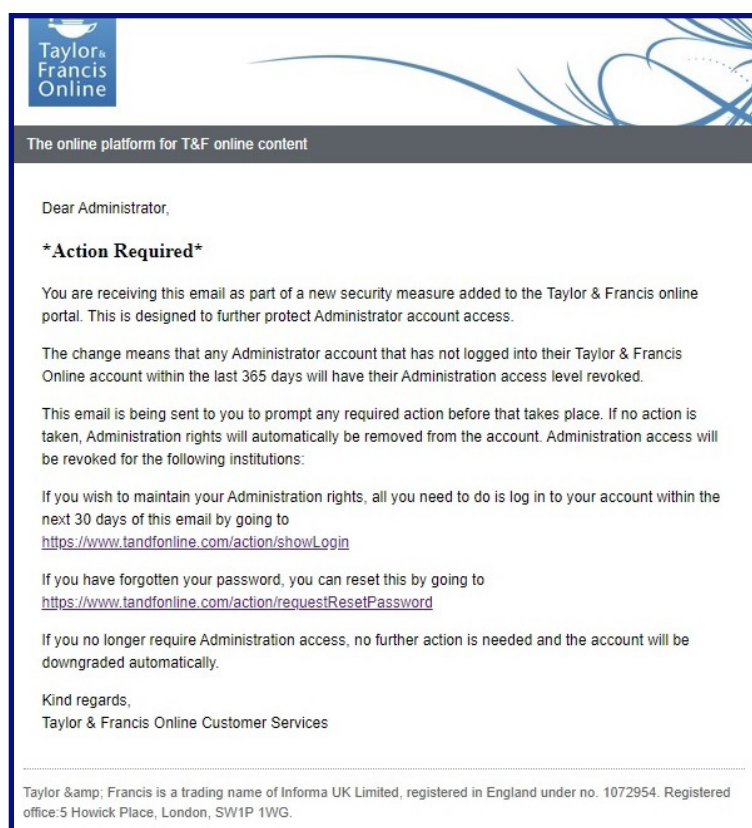 Taylor&
Francis
Online
The online platform for T&F online content
Dear Administrator,
*Action Required*
You are receiving this email as part of a new security measure added to the Taylor & Francis online
portal. This is designed to further protect Administrator account access.
The change means that any Administrator account that has not logged into their Taylor & Francis
Online account within the last 365 days will have their Administration access level revoked.
This email is being sent to you to prompt any required action before that takes place. If no action is
taken, Administration rights will automatically be removed from the account. Administration access will
be revoked for the following institutions:
If you wish to maintain your Administration rights, all you need to do is log in to your account within the
next 30 days of this email by going to
https://www.tandfonline.com/action/showLogin
If you have forgotten your password, you can reset this by going to
https://www.tandfonline.com/action/requestResetPassword
If you no longer require Administration access, no further action is needed and the account will be
downgraded automatically.
Kind regards,
Taylor & Francis Online Customer Services
Taylor &amp; Francis is a trading name of Informa UK Limited, registered in England under no. 1072954. Registered
office:5 Howick Place, London, SW1P 1WG.